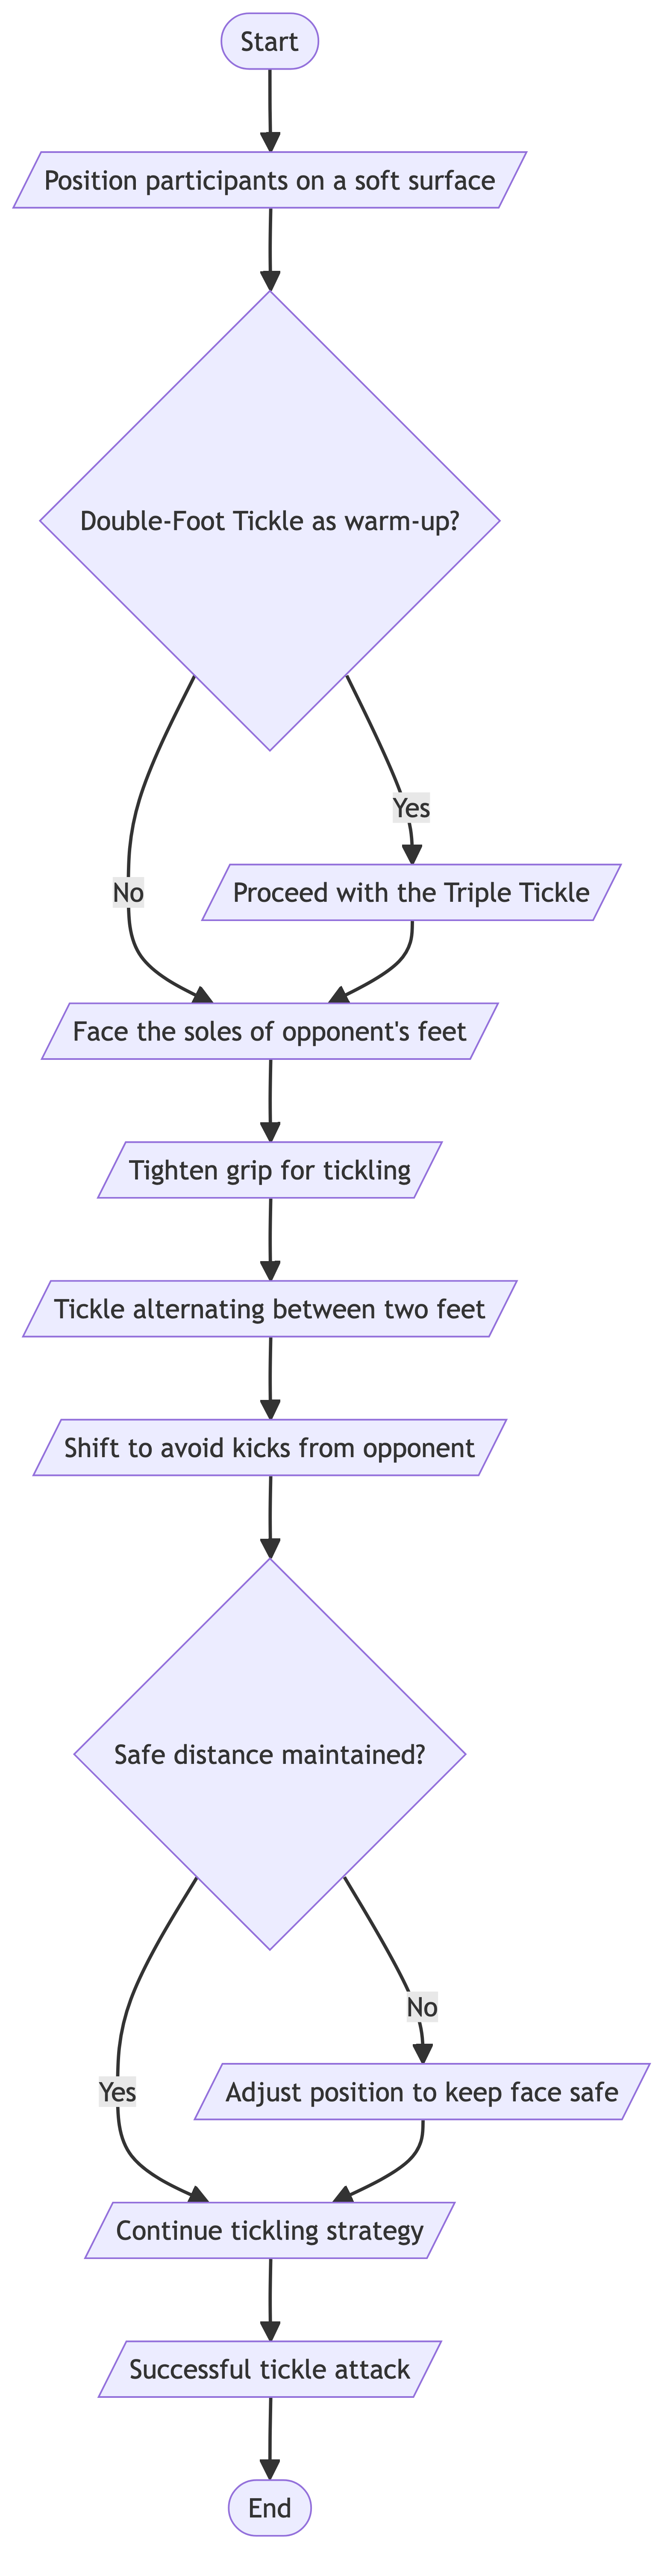 Start
Position participants on a soft surface
Double-Foot Tickle as warm-up?
Yes
No
Proceed with the Triple Tickle
Face the soles of opponent's feet
Tighten grip for tickling
Tickle alternating between two feet
Shift to avoid kicks from opponent
Safe distance maintained?
No
Yes
Adjust position to keep face safe
Continue tickling strategy
Successful tickle attack
End